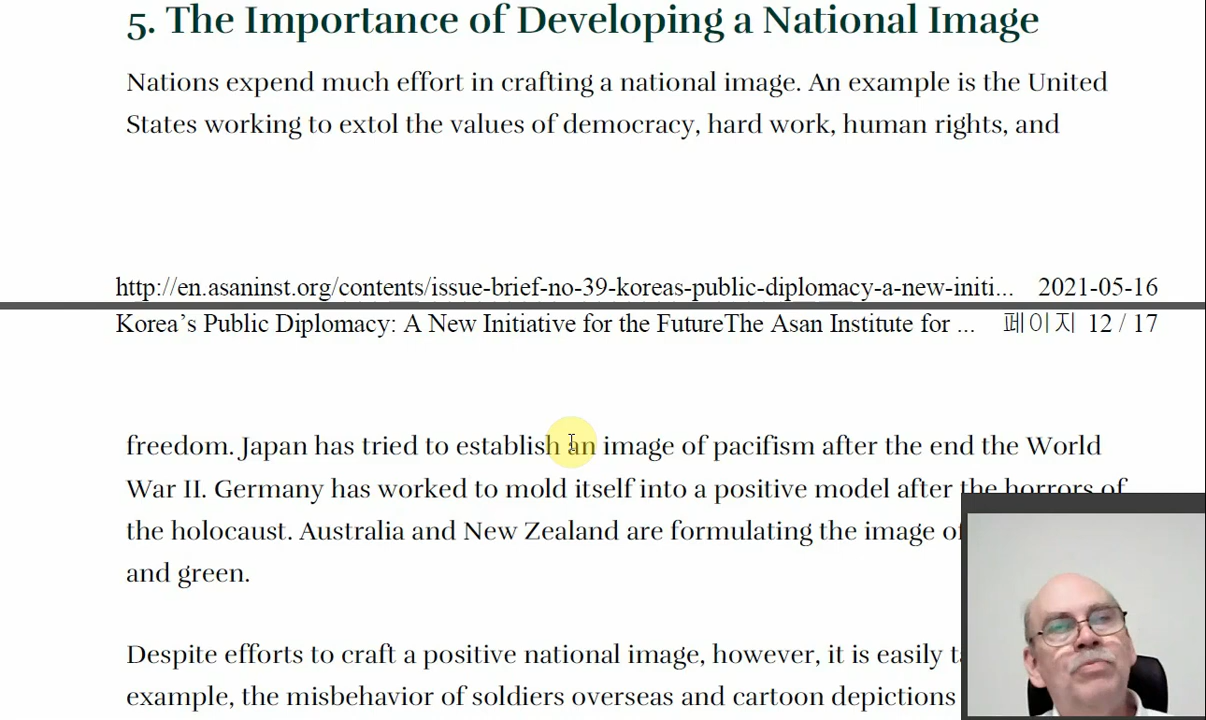 5. The Importance of Developing a National Image
Nations expend much effort in crafting a national image. An example is the United
States working to extol the values of democracy, hard work, human rights, and
http://en.asaninst.org/contents/issue-brief-no-39-koreas-public-diplomacy-a-new-initi... 2021-05-16
Korea's Public Diplomacy: A New Initiative for the FutureThe Asan Institute for ... 페이지 12 / 17
freedom. Japan has tried to establish an image of pacifism after the end the World
War II. Germany has worked to mold itself into a positive model after the horrors of
the holocaust. Australia and New Zealand are formulating the image of
and green.
Despite efforts to craft a positive national image, however, it is easily
example, the misbehavior of soldiers overseas and cartoon depictions